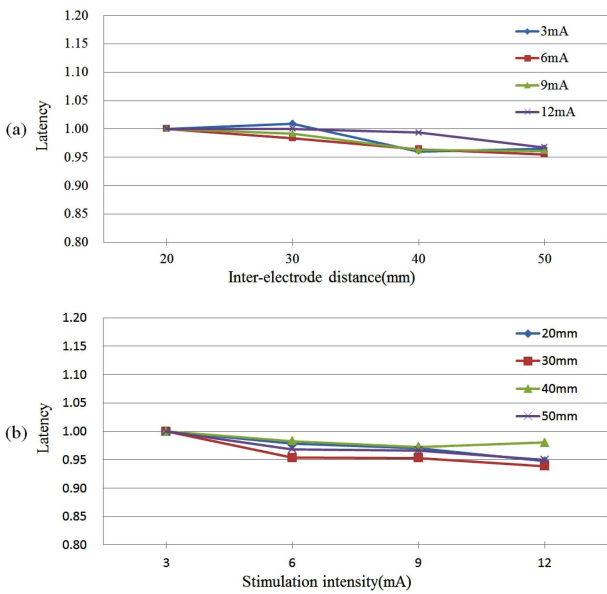 1.20
1.15
1.10
1.05
1.00
0.95
0.90
0.85
0.80
Latency
(a)
3mA
6mA
9mA
12mA
20 30 40 50
Inter-electrode distance(mm)
1.20
1.15
1.10
1.05
1.00
0.95
0.90
0.85
0.80
Latency
(b)
20mm
30mm
40mm
50mm
3 6 9 12
Stimulation intensity(mA)